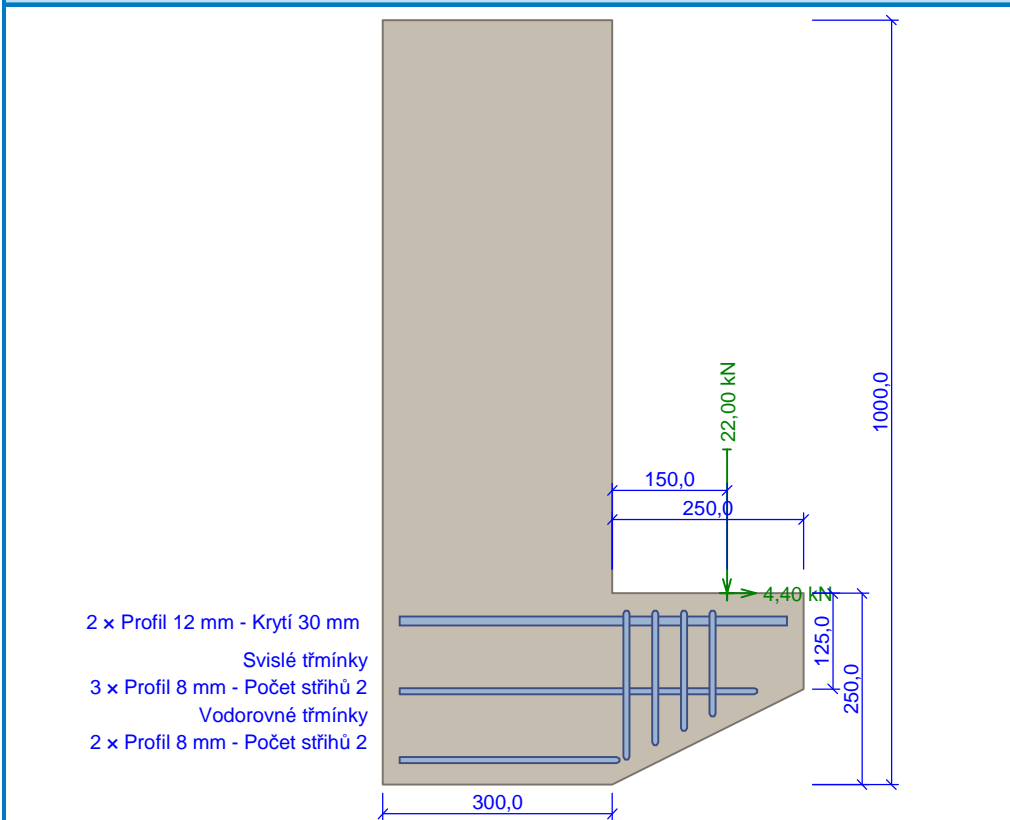 1000,0
22,00 kN
150,0
250,0
4,40 kN
125,0
250,0
2 × Profil 12 mm - Krytí 30 mm
Svislé třmínky
3 × Profil 8 mm - Počet střihů 2
Vodorovné třmínky
2 × Profil 8 mm - Počet střihů 2
300,0